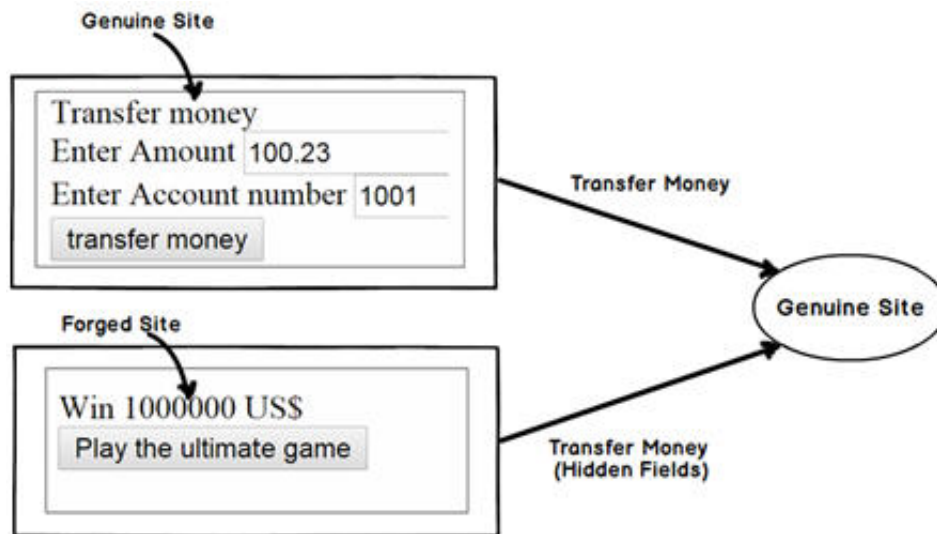 Genuine Site
Transfer money
Enter Amount 100.23
Enter Account number 1001
transfer money
Transfer Money
Genuine Site
Forged Site
Win 1000000 US$
Play the ultimate game
Transfer Money
(Hidden Fields)